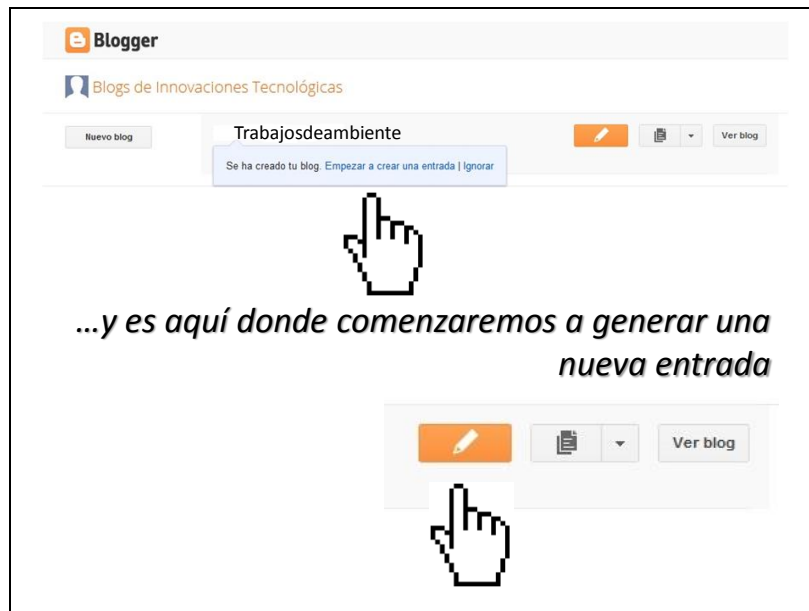 Blogger
Blogs de Innovaciones Tecnológicas
Nuevo blog
Trabajosdeambiente
Ver blog
Se ha creado tu blog. Empezar a crear una entrada | Ignorar
…y es aquí donde comenzaremos a generar una
nueva entrada
Ver blog